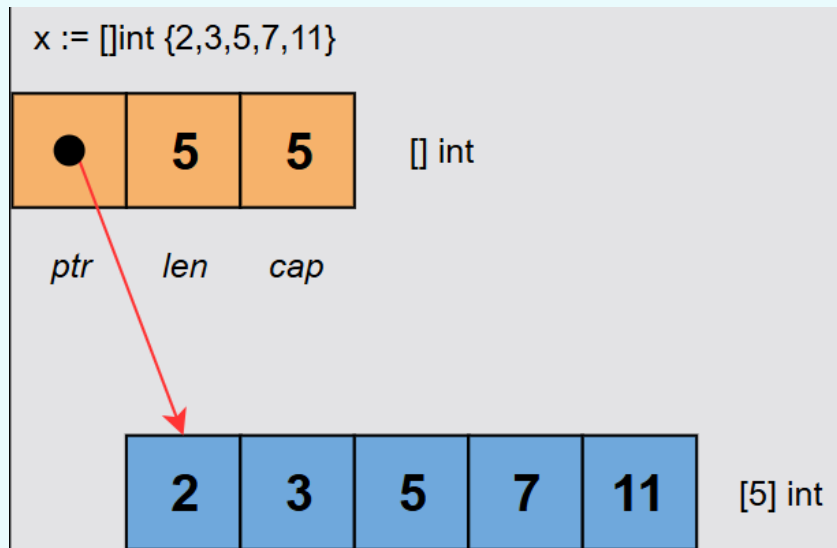 x := []int {2,3,5,7,11}
5 5 [] int
ptr len cap
2 3 5 7 11 [5] int